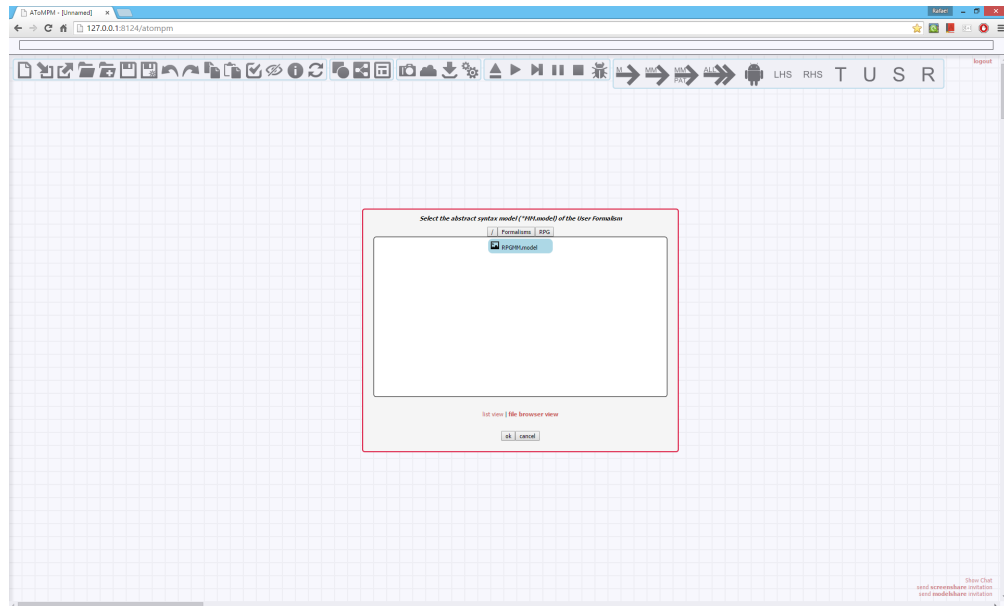 AToMPM - [Unnamed]
Rafael
127.0.0.1:8124/atompm
logout
M
MM
MM
PAT
ALL
LHS RHS T U S R
Select the abstract syntax model (*MM.model) of the User Formalism
/ Formalisms RPG
RPGMM.model
list view | file browser view
ok cancel
Show Chat
send screenshare invitation
send modelshare invitation